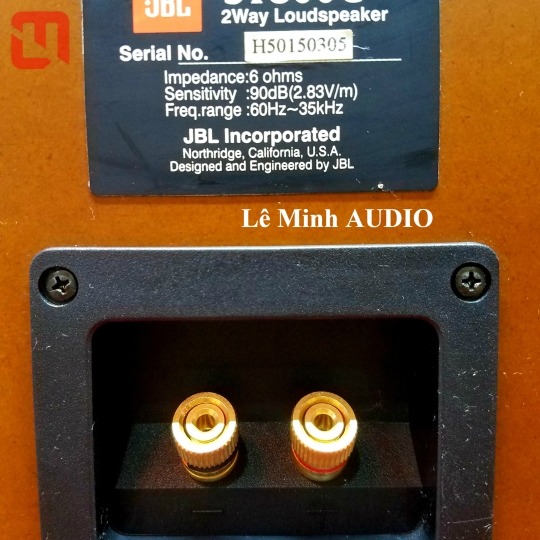 JBL
2Way Loudspeaker
Serial No. H50150305
Impedance:6 ohms
Sensitivity :90dB(2.83V/m)
Freq.range :60Hz~35kHz
JBL Incorporated
Northridge, California, U.S.A.
Designed and Engineered by JBL
Lê Minh AUDIO